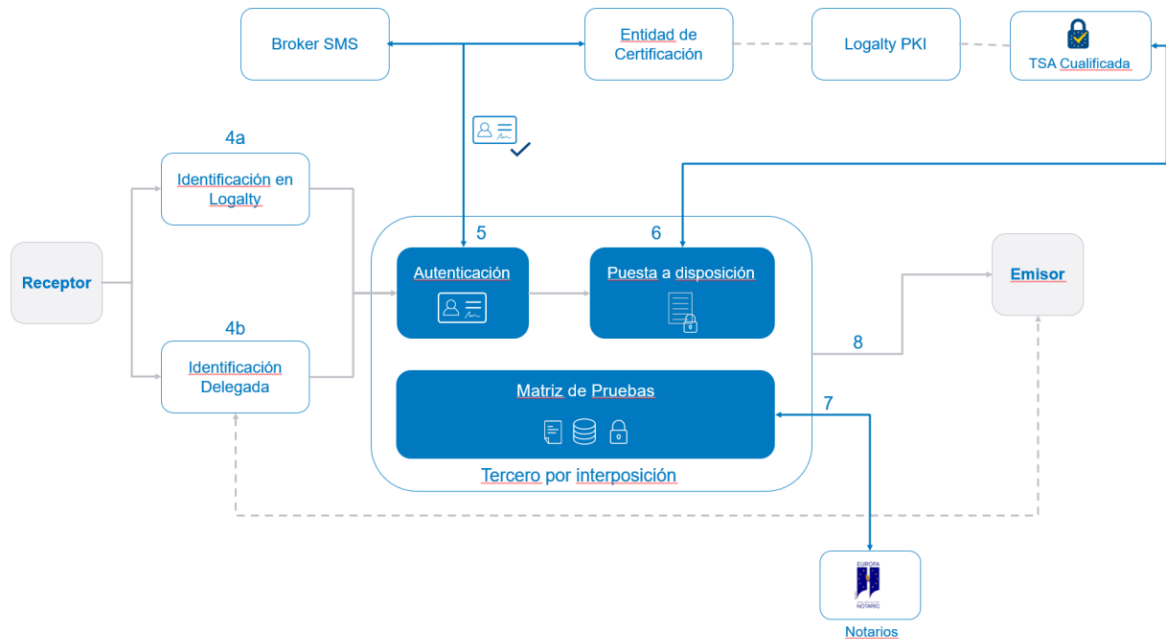 Broker SMS
Entidad de
Certificación
Logalty PKI
TSA Cualificada
4a
Identificación en
Logalty
5
6
Autenticación
Puesta a disposición
Receptor
Emisor
4b
8
Identificación
Delegada
Matriz de Pruebas
7
Tercero por interposición
EUROPA
NOTARIO
Notarios